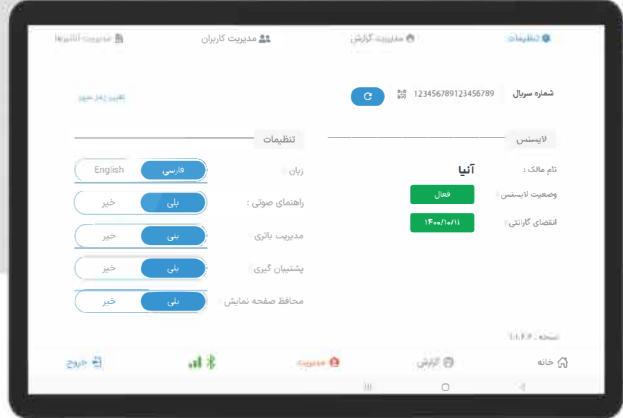 تنظیمات
مدیریت گزارش
مدیریت کاربران
مدیریت آنالیزها
شماره سریال 123456789123456789
لایسنس
نام مالک : آنیا
وضعیت لایسنس : فعال
انقضای گارانتی : ۱۴۰۰/۱۰/۱۱
تنظیمات
زبان : فارسی English
راهنمای صوتی : بلی خیر
مدیریت باتری : بلی خیر
پشتیبان گیری : بلی خیر
محافظ صفحه نمایش : بلی خیر
خانه
گزارش
مدیریت
خروج